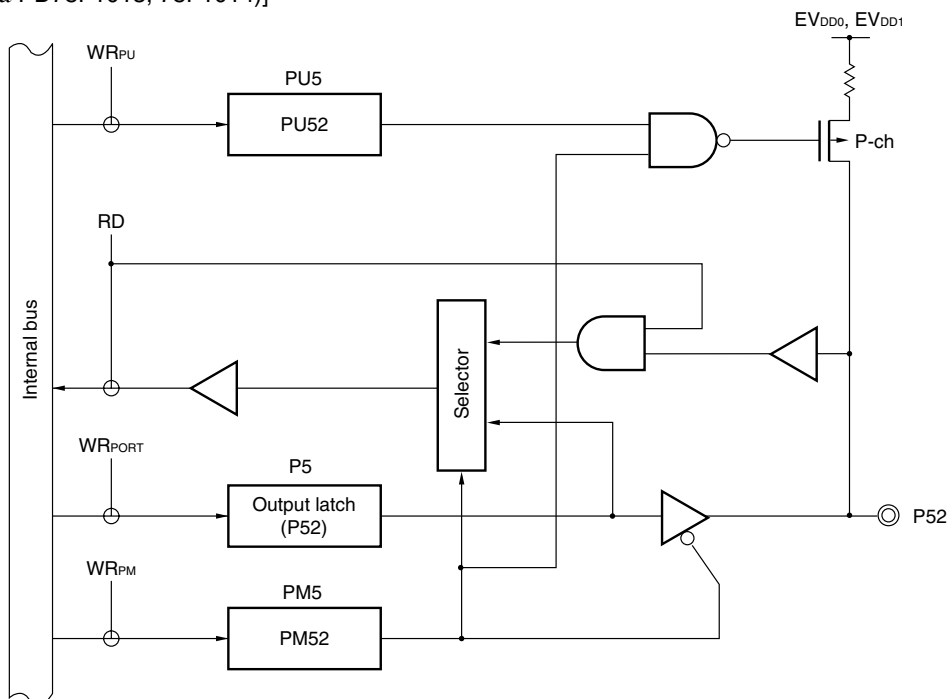 EVDD0, EVDD1
WRPU
PU5
PU52
P-ch
RD
Internal bus
Selector
WRPORT
P5
Output latch
(P52)
P52
WRPM
PM5
PM52